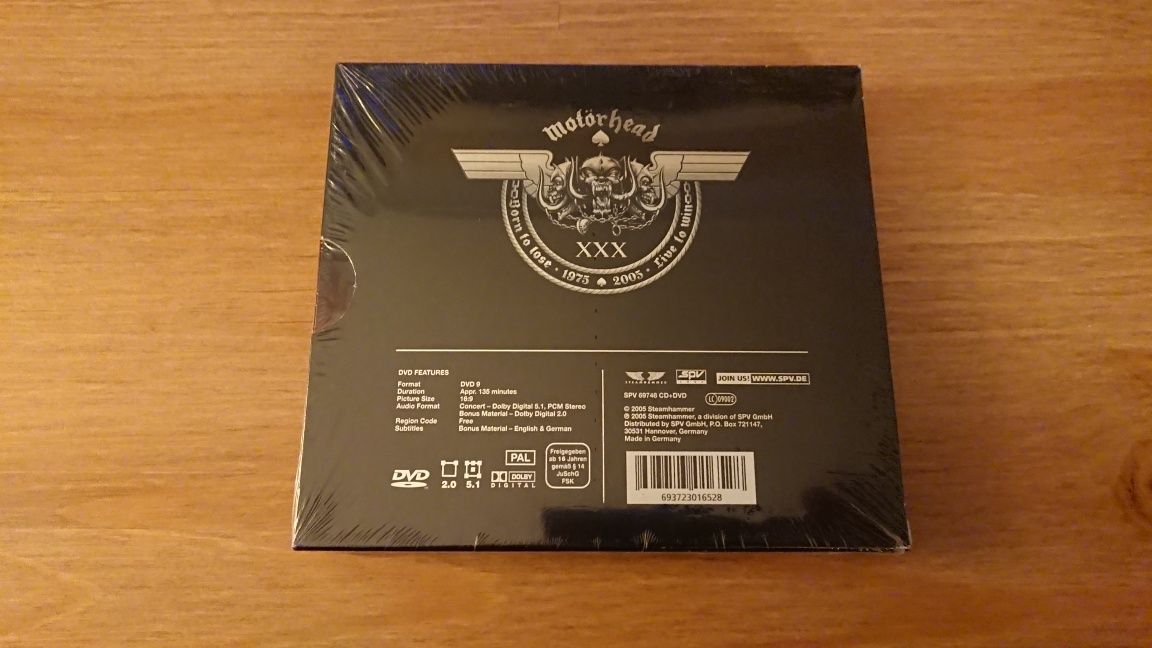 Motörhead
XXX
Born to lose · 1975 ♠ 2005 · Live to win
DVD FEATURES
Format DVD 9
Duration Appr. 135 minutes
Picture Size 16:9
Audio Format Concert – Dolby Digital 5.1, PCM Stereo
Bonus Material – Dolby Digital 2.0
Region Code Free
Subtitles Bonus Material – English & German
DVD
2.0
5.1
PAL
DOLBY
DIGITAL
Freigegeben
ab 16 Jahren
gemäß § 14
JuSchG
FSK
STEAMHAMMER
SPV
JOIN US! WWW.SPV.DE
SPV 69748 CD+DVD
LC 09002
© 2005 Steamhammer
℗ 2005 Steamhammer, a division of SPV GmbH
Distributed by SPV GmbH, P.O. Box 721147,
30531 Hannover, Germany
Made in Germany
693723016528